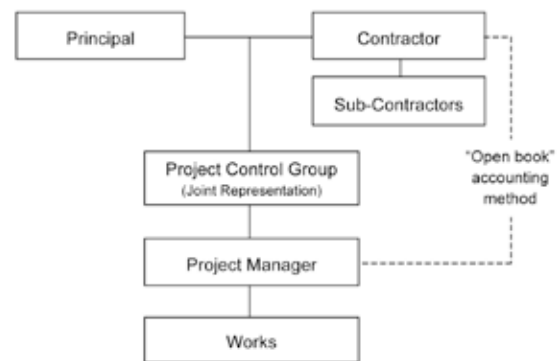 Principal
Contractor
Sub-Contractors
"Open book"
accounting
method
Project Control Group
(Joint Representation)
Project Manager
Works